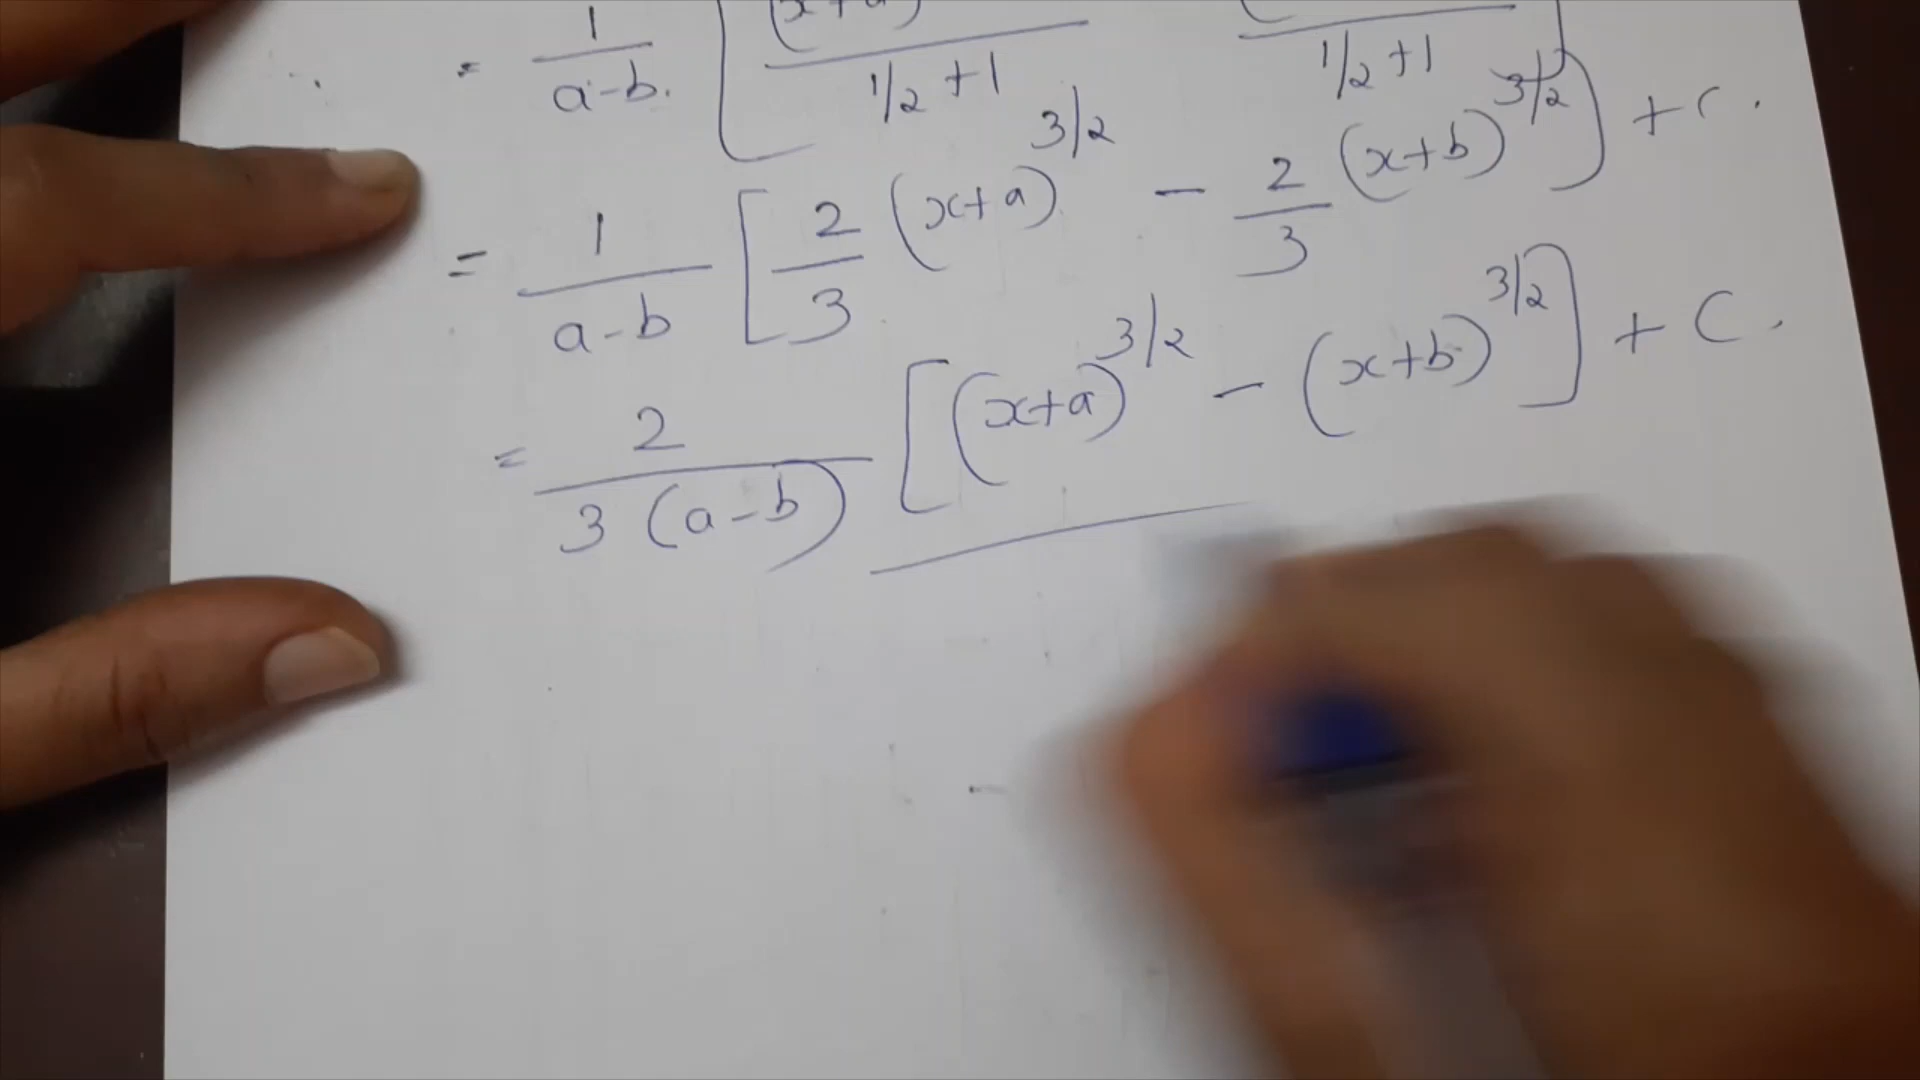 = 1/(a-b) [ (x+a) / (1/2 + 1)   / (1/2 + 1) ]
= 1/(a-b) [ 2/3 (x+a)^3/2 - 2/3 (x+b)^3/2 ] + C.
= 2/(3(a-b)) [ (x+a)^3/2 - (x+b)^3/2 ] + C.